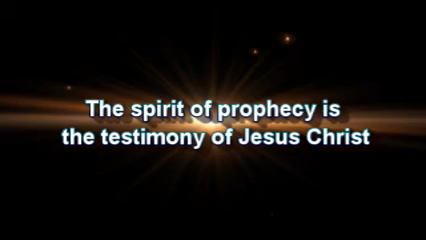 The spirit of prophecy is
the testimony of Jesus Christ